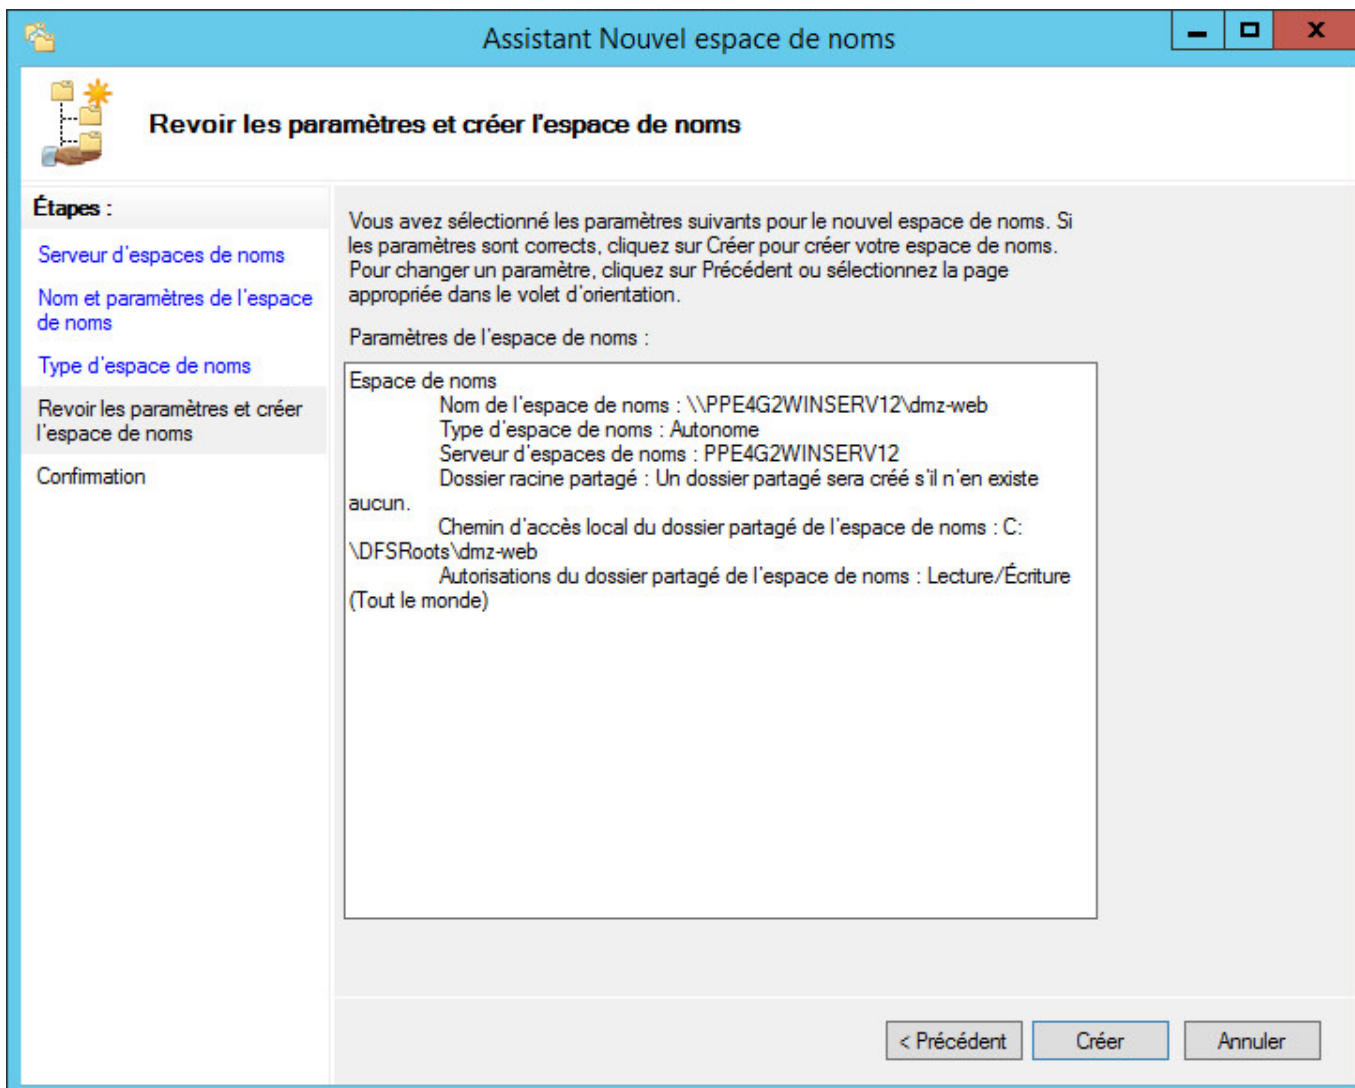 Assistant Nouvel espace de noms
Revoir les paramètres et créer l'espace de noms
Étapes :
Serveur d'espaces de noms
Nom et paramètres de l'espace
de noms
Type d'espace de noms
Revoir les paramètres et créer
l'espace de noms
Confirmation
Vous avez sélectionné les paramètres suivants pour le nouvel espace de noms. Si
les paramètres sont corrects, cliquez sur Créer pour créer votre espace de noms.
Pour changer un paramètre, cliquez sur Précédent ou sélectionnez la page
appropriée dans le volet d'orientation.
Paramètres de l'espace de noms :
Espace de noms
Nom de l'espace de noms : \\PPE4G2WINSERV12\dmz-web
Type d'espace de noms : Autonome
Serveur d'espaces de noms : PPE4G2WINSERV12
Dossier racine partagé : Un dossier partagé sera créé s'il n'en existe
aucun.
Chemin d'accès local du dossier partagé de l'espace de noms : C:
\DFSRoots\dmz-web
Autorisations du dossier partagé de l'espace de noms : Lecture/Écriture
(Tout le monde)
< Précédent
Créer
Annuler